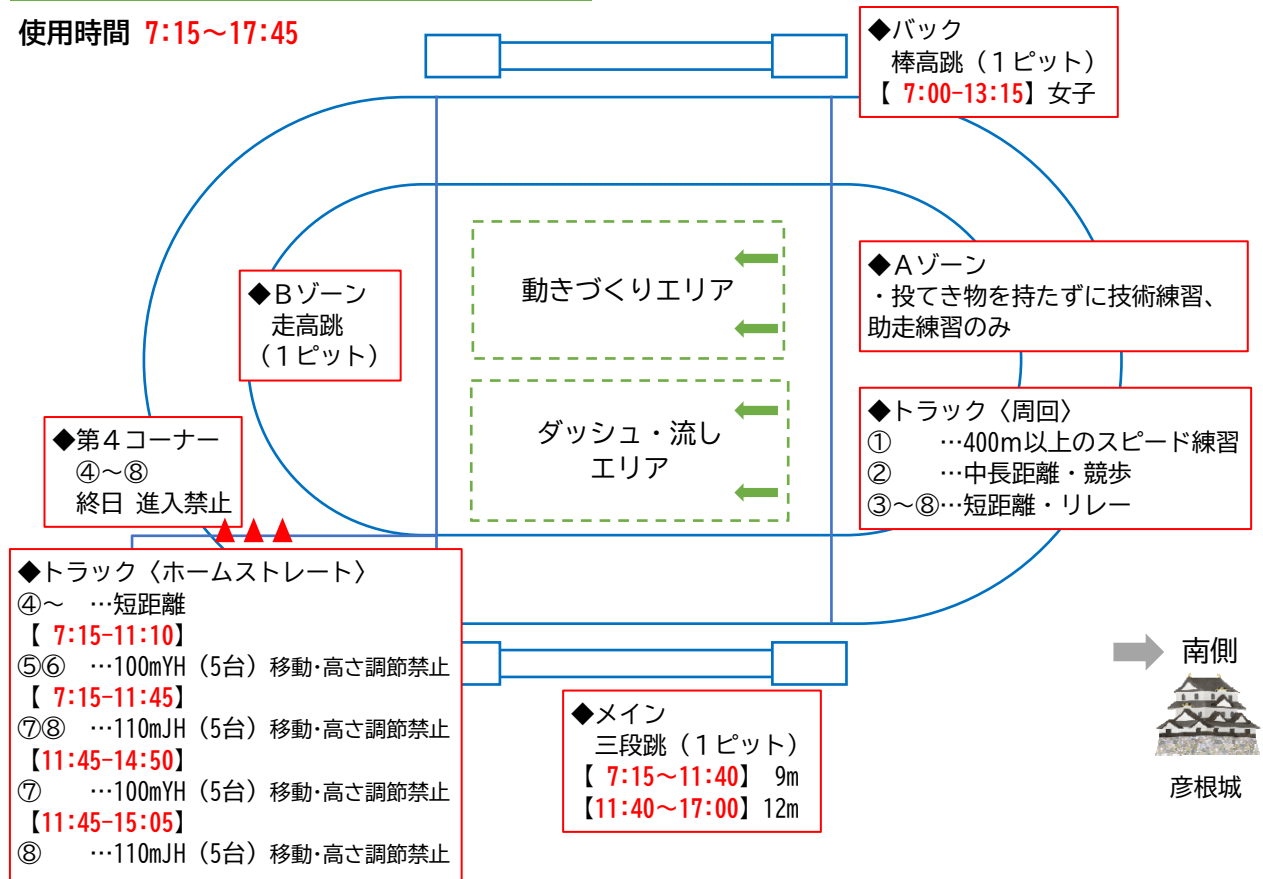 使用時間 7:15～17:45
◆バック
棒高跳（１ピット）
【 7:00-13:15】女子
動きづくりエリア
◆Ａゾーン
・投てき物を持たずに技術練習、
助走練習のみ
◆Ｂゾーン
走高跳
（１ピット）
ダッシュ・流し
エリア
◆トラック〈周回〉
① …400m以上のスピード練習
② …中長距離・競歩
③～⑧…短距離・リレー
◆第４コーナー
④～⑧
終日 進入禁止
◆トラック〈ホームストレート〉
④～ …短距離
【 7:15-11:10】
⑤⑥ …100mYH（5台）移動・高さ調節禁止
【 7:15-11:45】
⑦⑧ …110mJH（5台）移動・高さ調節禁止
【11:45-14:50】
⑦ …100mYH（5台）移動・高さ調節禁止
【11:45-15:05】
⑧ …110mJH（5台）移動・高さ調節禁止
◆メイン
三段跳（１ピット）
【 7:15～11:40】 9m
【11:40～17:00】12m
南側
彦根城